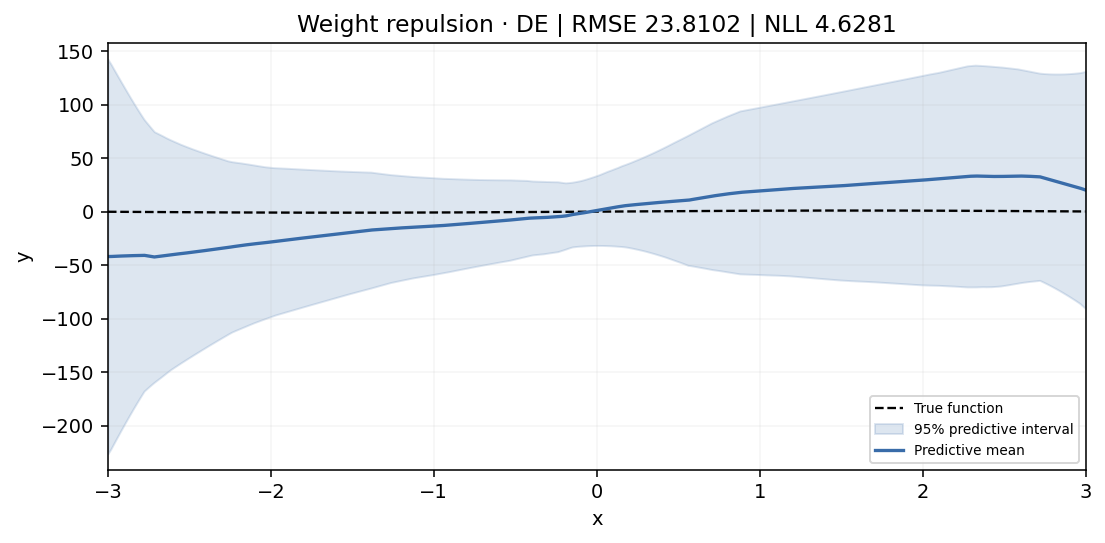 Weight repulsion · DE | RMSE 23.8102 | NLL 4.6281
150
100
50
0
−50
−100
−150
−200
y
−3
−2
−1
0
1
2
3
x
True function
95% predictive interval
Predictive mean